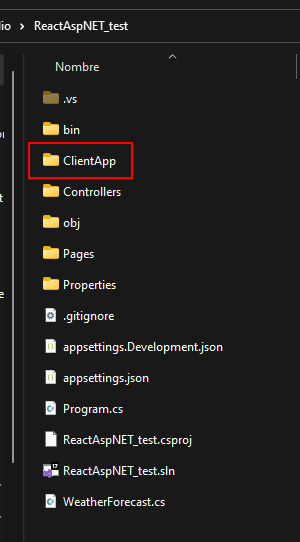 lio > ReactAspNET_test
Nombre
.vs
bin
ClientApp
Controllers
obj
Pages
Properties
.gitignore
appsettings.Development.json
appsettings.json
Program.cs
ReactAspNET_test.csproj
ReactAspNET_test.sln
WeatherForecast.cs